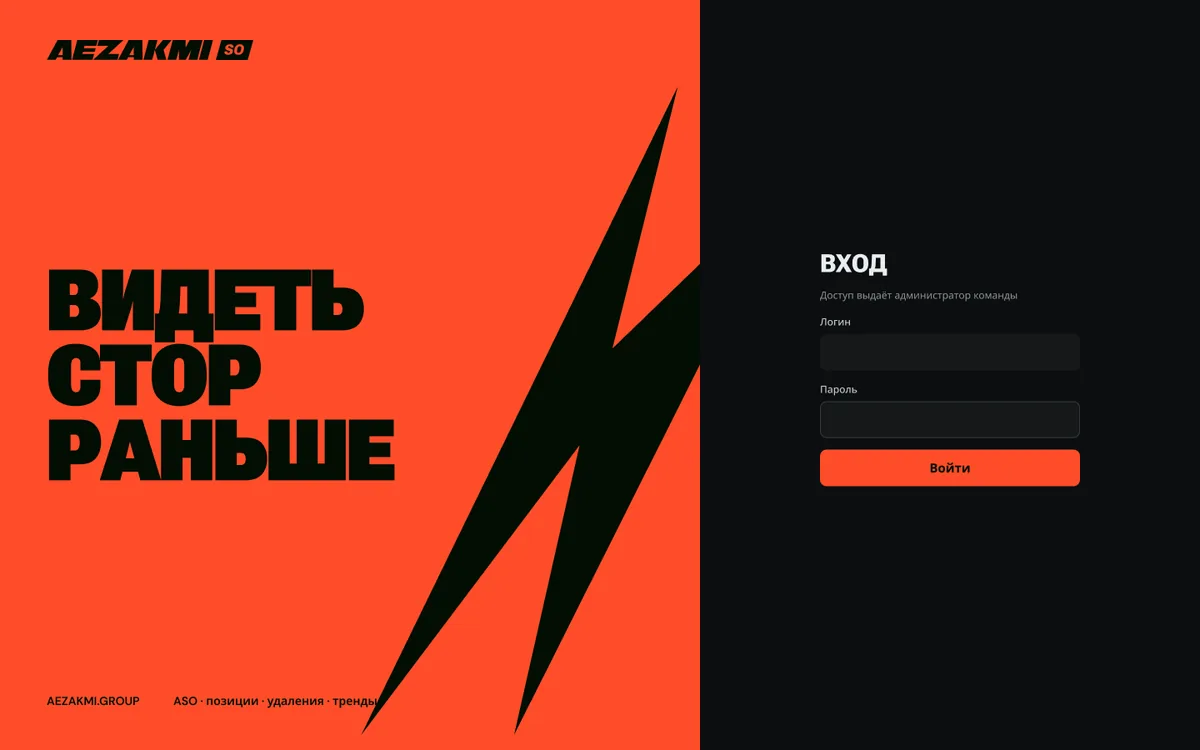 AEZAKMI SO
ВИДЕТЬ
СТОР
РАНЬШЕ
AEZAKMI.GROUP ASO · позиции · удаления · тренды
ВХОД
Доступ выдаёт администратор команды
Логин
Пароль
Войти